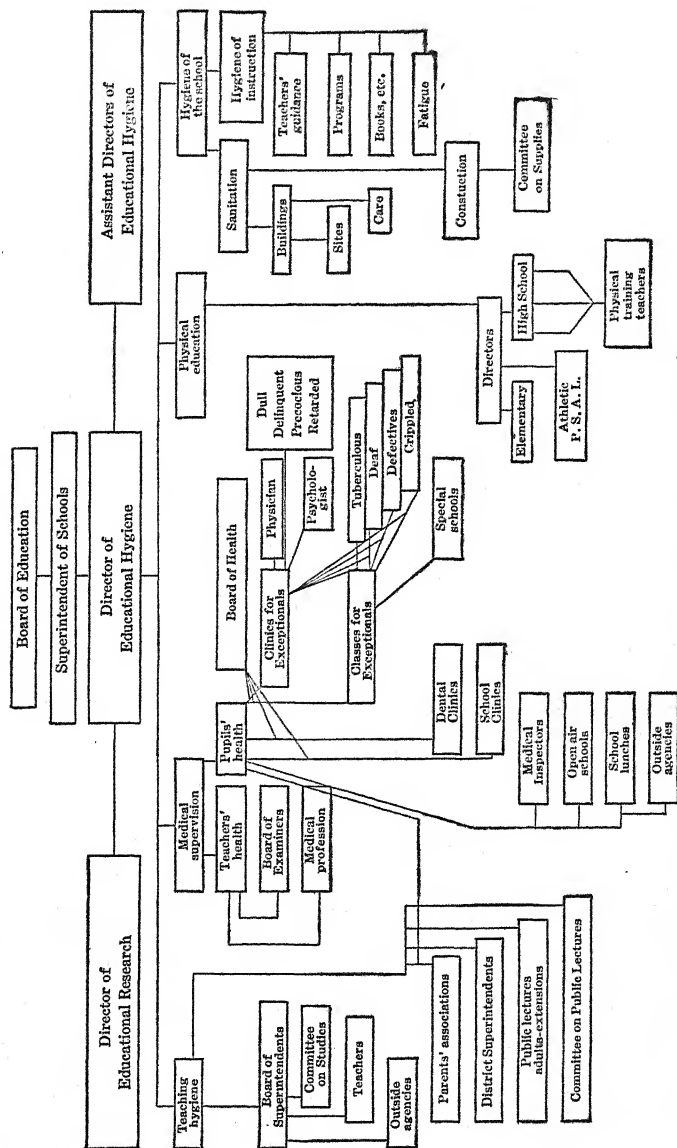 Board of Education
Superintendent of Schools
Director of
Educational Research
Director of
Educational Hygiene
Assistant Directors of
Educational Hygiene
Teaching
hygiene
Medical
supervision
Physical
education
Hygiene of
the school
Board of
Superintendents
Committee
on Studies
Teachers
Outside
agencies
Parents' associations
District Superintendents
Public lectures
adults-extensions
Committee on Public Lectures
Teachers'
health
Board of
Examiners
Medical
profession
Pupils'
health
Board of Health
Clinics for
Exceptionals
Physician
Psycholo-
gist
Dull
Delinquent
Precocious
Retarded
Classes for
Exceptionals
Tuberculous
Deaf
Defectives
Crippled
Special
schools
Dental
Clinics
School
Clinics
Medical
Inspectors
Open air
schools
School
lunches
Outside
agencies
Directors
Elementary
High School
Athletic
P. S. A. L.
Physical
training
teachers
Sanitation
Buildings
Sites
Care
Constuction
Committee
on Supplies
Hygiene of
instruction
Teachers'
guidance
Programs
Books, etc.
Fatigue